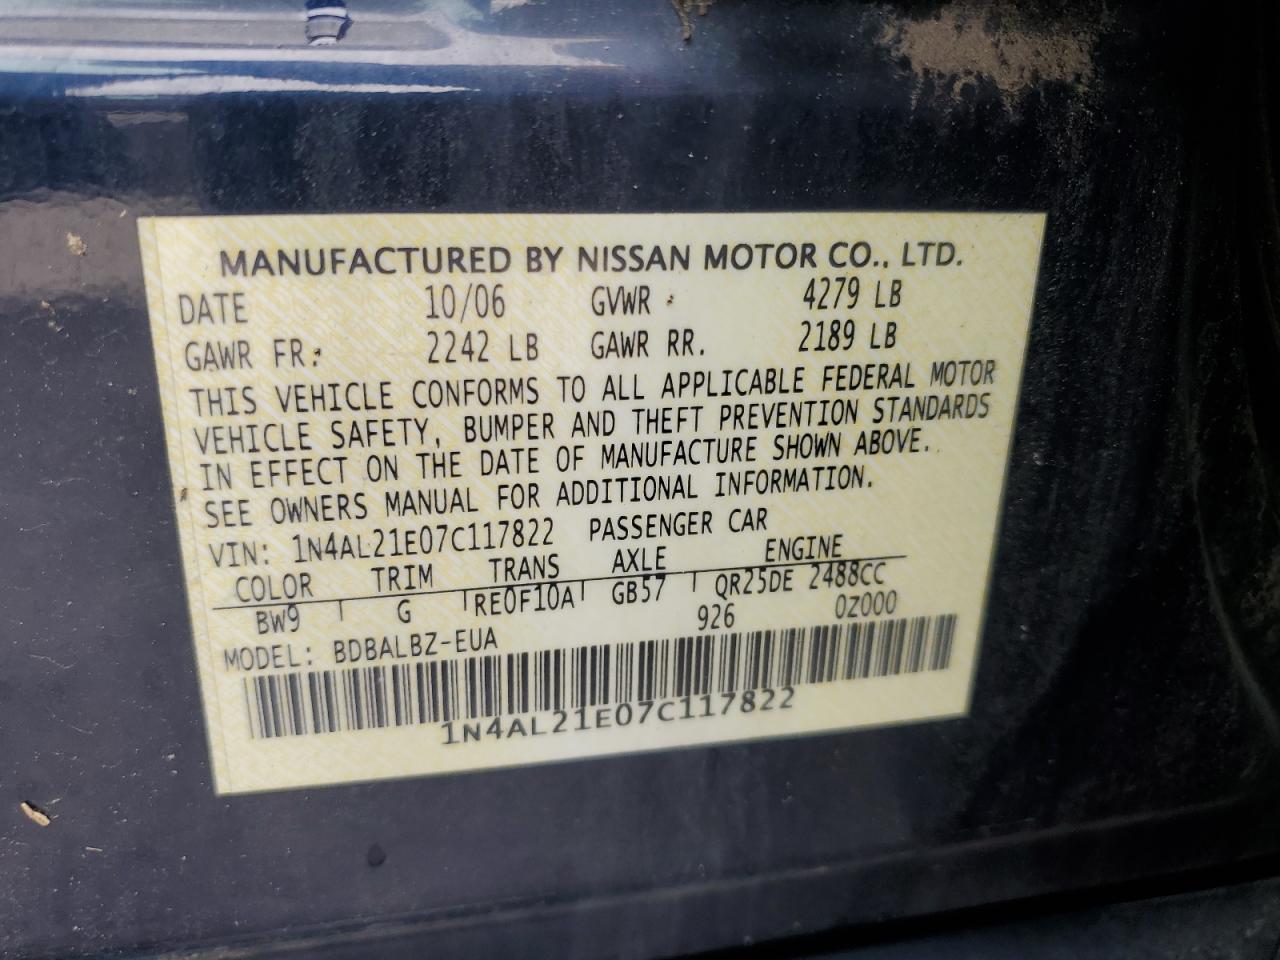 MANUFACTURED BY NISSAN MOTOR CO., LTD.
DATE 10/06 GVWR : 4279 LB
GAWR FR: 2242 LB GAWR RR. 2189 LB
THIS VEHICLE CONFORMS TO ALL APPLICABLE FEDERAL MOTOR
VEHICLE SAFETY, BUMPER AND THEFT PREVENTION STANDARDS
IN EFFECT ON THE DATE OF MANUFACTURE SHOWN ABOVE.
SEE OWNERS MANUAL FOR ADDITIONAL INFORMATION.
VIN: 1N4AL21E07C117822 PASSENGER CAR
COLOR TRIM TRANS AXLE ENGINE
BW9 G RE0F10A GB57 QR25DE 2488CC
926 0Z000
MODEL: BDBALBZ-EUA
1N4AL21E07C117822